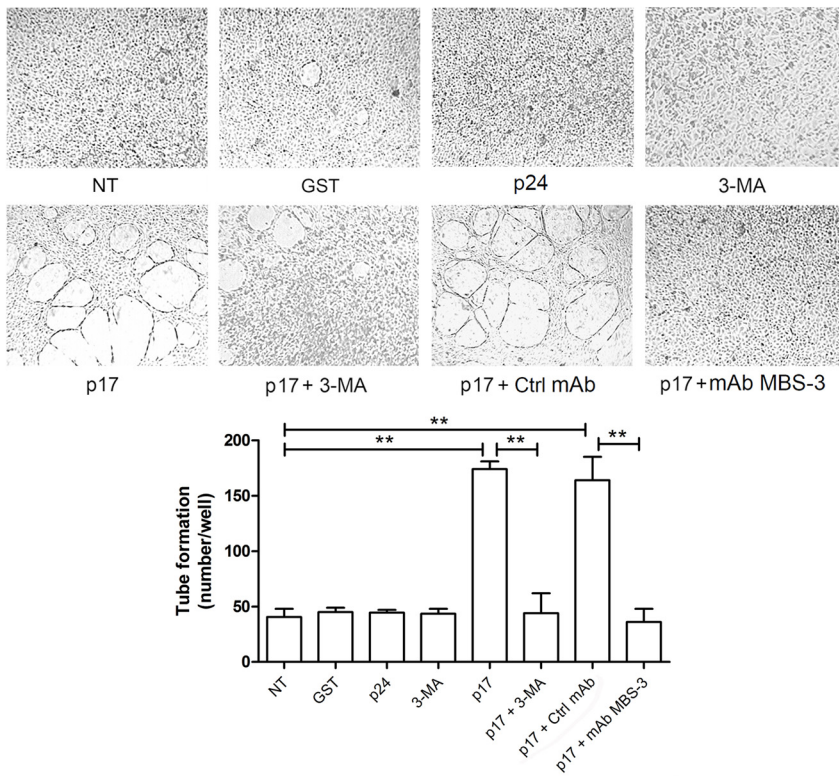 NT GST p24 3-MA
p17 p17 + 3-MA p17 + Ctrl mAb p17 +mAb MBS-3
**
** ** **
200
150
100
50
0
Tube formation
(number/well)
NT
GST
p24
3-MA
p17
p17 + 3-MA
p17 + Ctrl mAb
p17 + mAb MBS-3